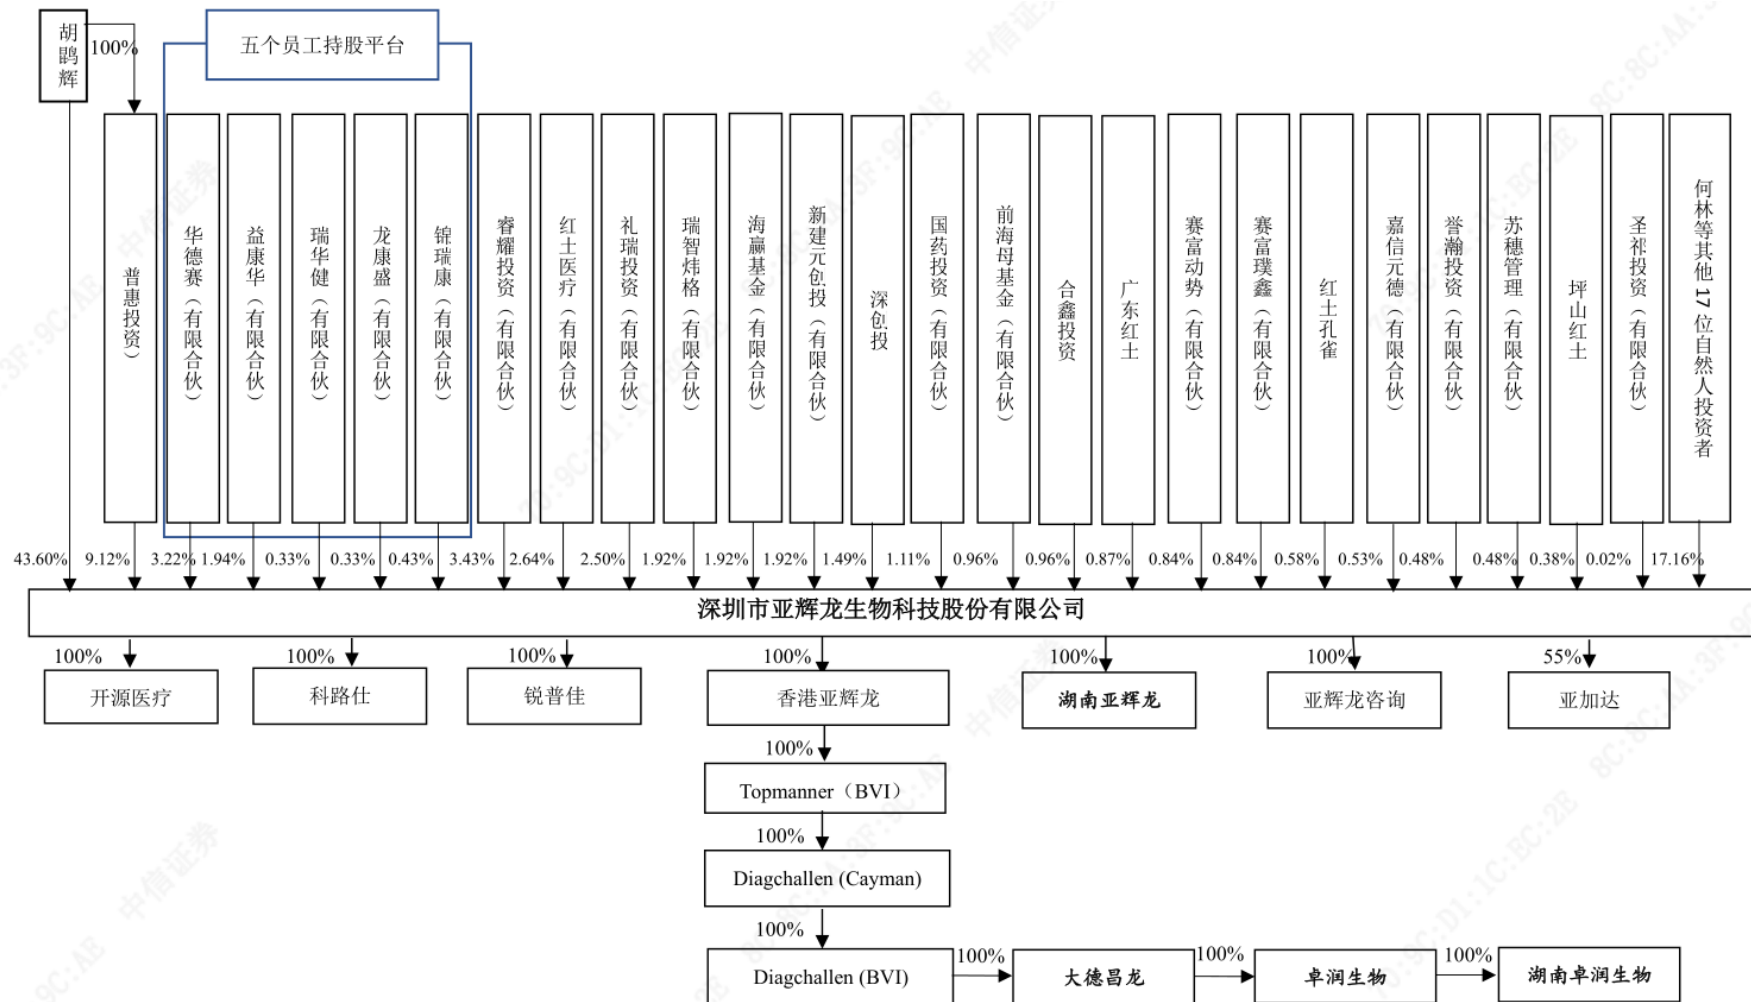 胡鹍辉
100%
五个员工持股平台
普惠投资）
华德赛（有限合伙）
益康华（有限合伙）
瑞华健（有限合伙）
龙康盛（有限合伙）
锦瑞康（有限合伙）
睿耀投资（有限合伙）
红土医疗（有限合伙）
礼瑞投资（有限合伙）
瑞智炜格（有限合伙）
海赢基金（有限合伙）
新建元创投（有限合伙）
深创投
国药投资（有限合伙）
前海母基金（有限合伙）
合鑫投资
广东红土
赛富动势（有限合伙）
赛富璞鑫（有限合伙）
红土孔雀
嘉信元德（有限合伙）
誉瀚投资（有限合伙）
苏穗管理（有限合伙）
坪山红土
圣祁投资（有限合伙）
何林等其他17位自然人投资者
43.60% 9.12% 3.22% 1.94% 0.33% 0.33% 0.43% 3.43% 2.64% 2.50% 1.92% 1.92% 1.92% 1.49% 1.11% 0.96% 0.96% 0.87% 0.84% 0.84% 0.58% 0.53% 0.48% 0.48% 0.38% 0.02% 17.16%
深圳市亚辉龙生物科技股份有限公司
100% 100% 100% 100% 100% 100% 55%
开源医疗 科路仕 锐普佳 香港亚辉龙 湖南亚辉龙 亚辉龙咨询 亚加达
100%
Topmanner（BVI）
100%
Diagchallen (Cayman)
100%
Diagchallen (BVI) 100% 大德昌龙 100% 卓润生物 100% 湖南卓润生物